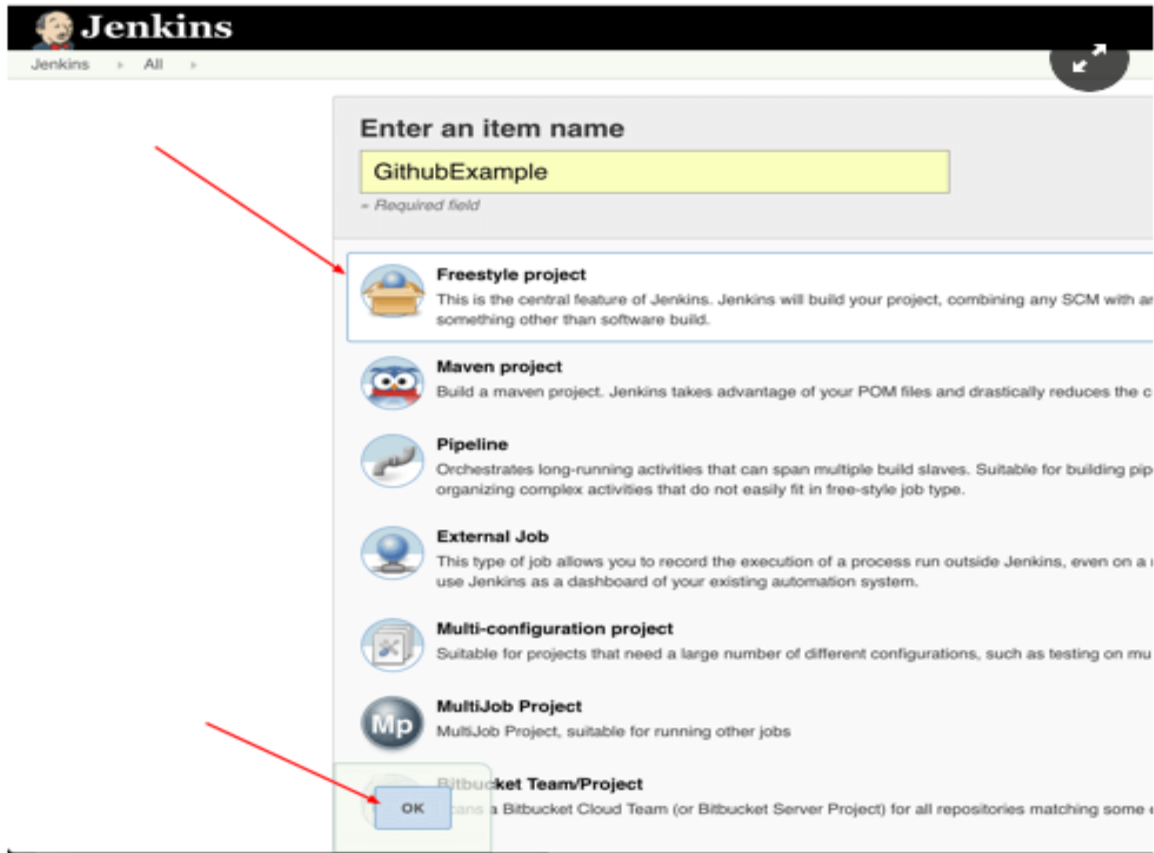 Jenkins
Jenkins
All
Enter an item name
GithubExample
» Required field
Freestyle project
This is the central feature of Jenkins. Jenkins will build your project, combining any SCM with
something other than software build.
Maven project
Build a maven project. Jenkins takes advantage of your POM files and drastically reduces the
Pipeline
Orchestrates long-running activities that can span multiple build slaves. Suitable for building
organizing complex activities that do not easily fit in free-style job type.
External Job
This type of job allows you to record the execution of a process run outside Jenkins, even on a
use Jenkins as a dashboard of your existing automation system.
Multi-configuration project
Suitable for projects that need a large number of different configurations, such as testing on
Mp
MultiJob Project
MultiJob Project, suitable for running other jobs
Bitbucket Team/Project
OK
a Bitbucket Cloud Team (or Bitbucket Server Project) for all repositories matching some